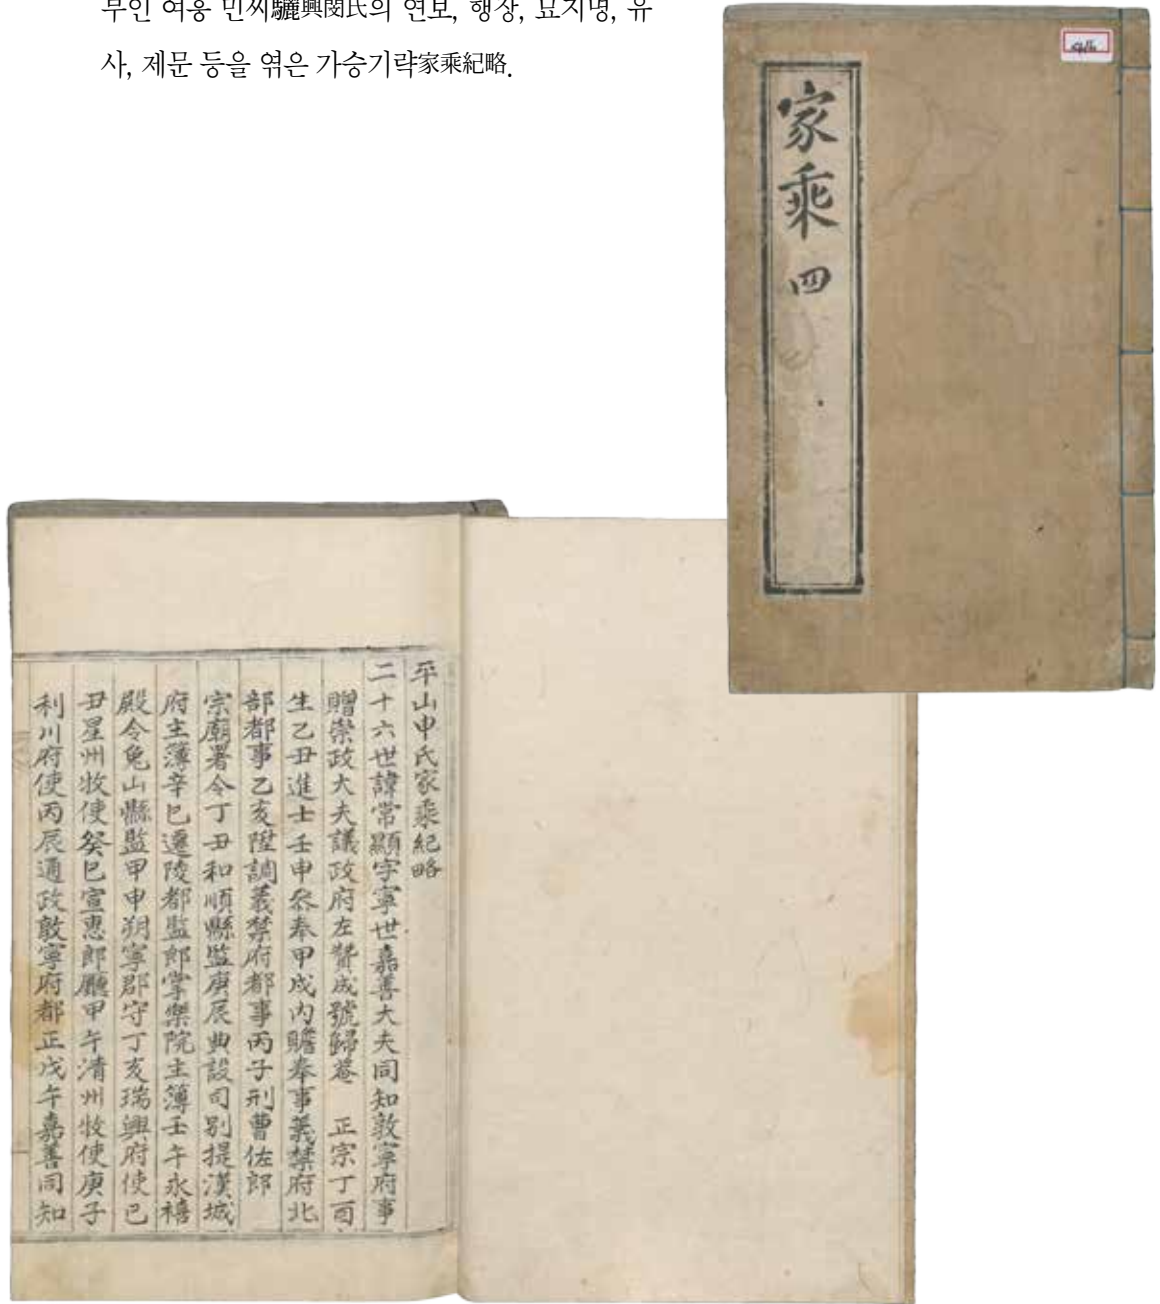 부인 여흥 민씨驪興閔氏의 연보, 행장, 묘지명, 유
사, 제문 등을 엮은 가승기략家乘紀略.
家乘 四
平山申氏家乘紀略
二十六世諱常顯字寧世嘉善大夫同知敦寧府事
贈崇政大夫議政府左贊成號歸菴 正宗丁酉
生乙丑進士壬申叅奉甲戌內贍奉事義禁府北
部都事乙亥陞調義禁府都事丙子刑曹佐郎
宗廟署令丁丑和順縣監庚辰典設司別提漢城
府主簿辛巳遷陵都監郎掌樂院主簿壬午永禧
殿令兔山縣監甲申朔寧郡守丁亥瑞興府使己
丑星州牧使癸巳宣惠郎廳甲午淸州牧使庚子
利川府使丙辰通政敦寧府都正戊午嘉善同知